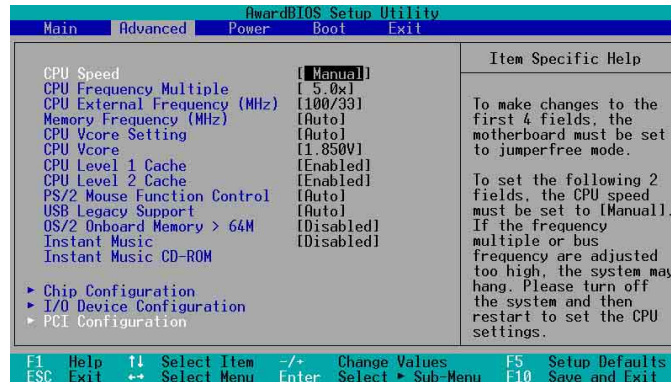 AwardBIOS Setup Utility
Main Advanced Power Boot Exit
CPU Speed [ Manual]
CPU Frequency Multiple [ 5.0x]
CPU External Frequency (MHz) [100/33]
Memory Frequency (MHz) [Auto]
CPU Vcore Setting [Auto]
CPU Vcore [1.850V]
CPU Level 1 Cache [Enabled]
CPU Level 2 Cache [Enabled]
PS/2 Mouse Function Control [Auto]
USB Legacy Support [Auto]
OS/2 Onboard Memory > 64M [Disabled]
Instant Music [Disabled]
Instant Music CD-ROM
▶ Chip Configuration
▶ I/O Device Configuration
▶ PCI Configuration
Item Specific Help
To make changes to the
first 4 fields, the
motherboard must be set
to jumperfree mode.
To set the following 2
fields, the CPU speed
must be set to [Manual].
If the frequency
multiple or bus
frequency are adjusted
too high, the system may
hang. Please turn off
the system and then
restart to set the CPU
settings.
F1 Help ↑↓ Select Item -/+ Change Values F5 Setup Defaults
ESC Exit ↔ Select Menu Enter Select ▶ Sub-Menu F10 Save and Exit